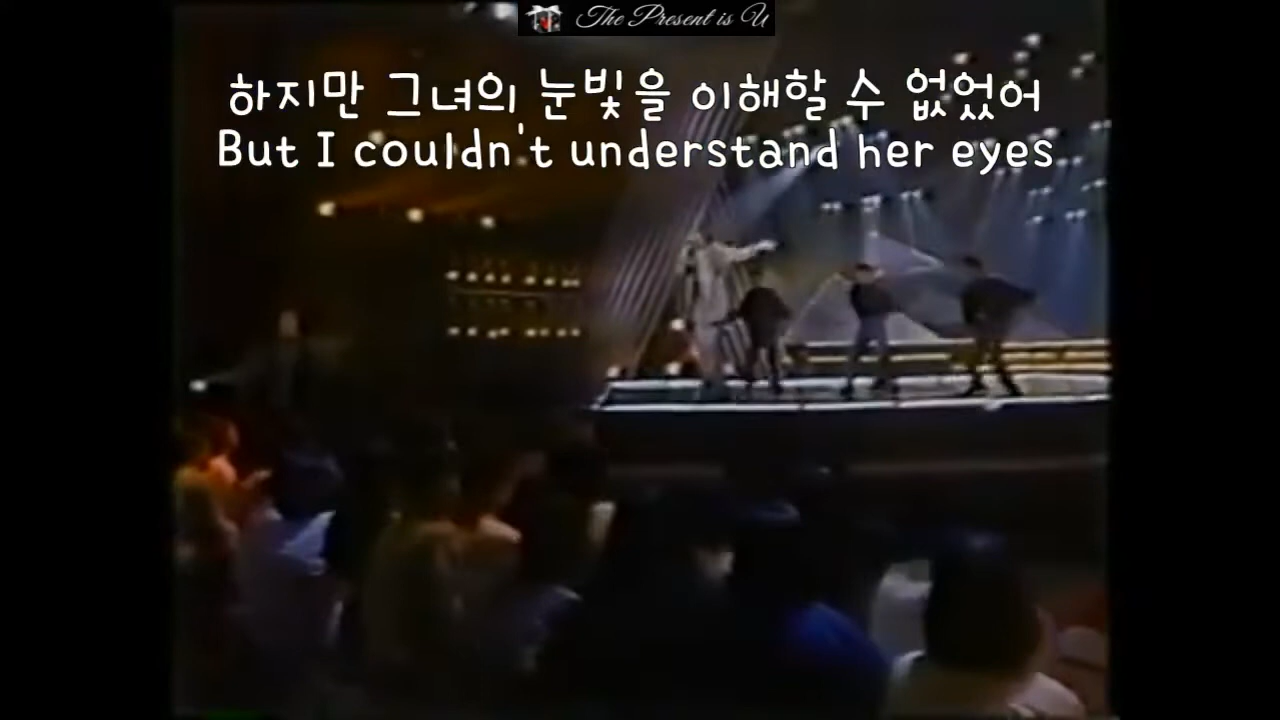 The Present is U
하지만 그녀의 눈빛을 이해할 수 없었어
But I couldn't understand her eyes